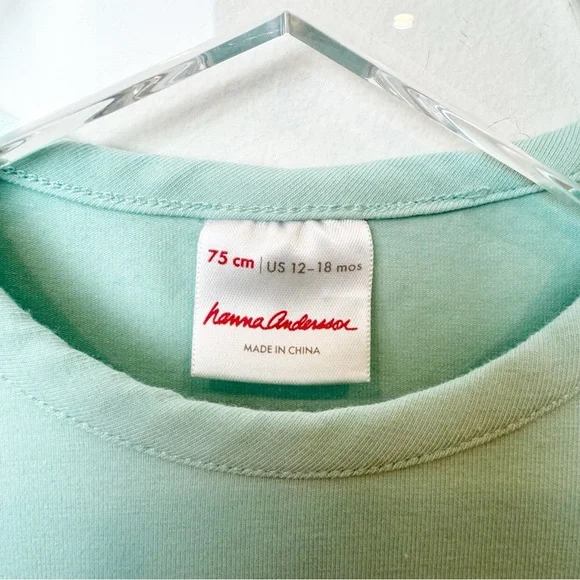 75 cm | US 12-18 mos
hanna andersson
MADE IN CHINA